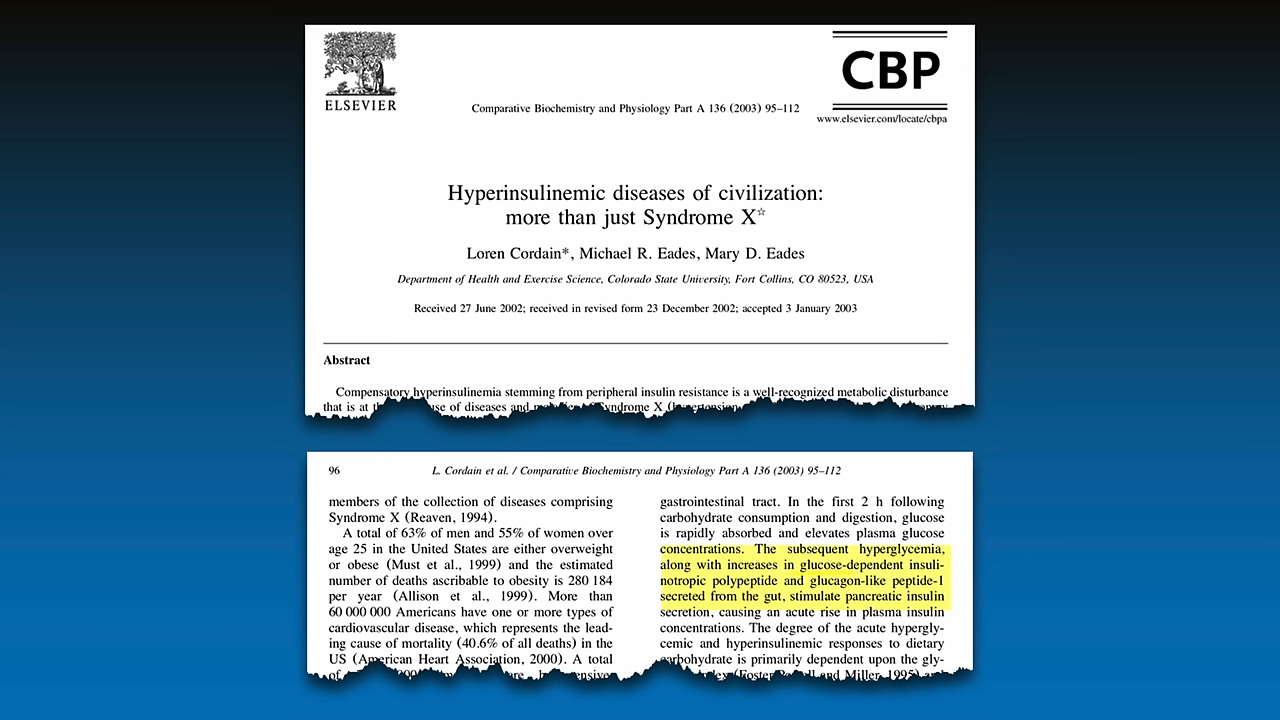 ELSEVIER
CBP
Comparative Biochemistry and Physiology Part A 136 (2003) 95–112
www.elsevier.com/locate/cbpa
Hyperinsulinemic diseases of civilization:
more than just Syndrome X☆
Loren Cordain*, Michael R. Eades, Mary D. Eades
Department of Health and Exercise Science, Colorado State University, Fort Collins, CO 80523, USA
Received 27 June 2002; received in revised form 23 December 2002; accepted 3 January 2003
Abstract
Compensatory hyperinsulinemia stemming from peripheral insulin resistance is a well-recognized metabolic disturbance
that is at of diseases and Syndrome X
96
L. Cordain et al. / Comparative Biochemistry and Physiology Part A 136 (2003) 95–112
members of the collection of diseases comprising
Syndrome X (Reaven, 1994).
A total of 63% of men and 55% of women over
age 25 in the United States are either overweight
or obese (Must et al., 1999) and the estimated
number of deaths ascribable to obesity is 280 184
per year (Allison et al., 1999). More than
60 000 000 Americans have one or more types of
cardiovascular disease, which represents the lead-
ing cause of mortality (40.6% of all deaths) in the
US (American Heart Association, 2000). A total
of
gastrointestinal tract. In the first 2 h following
carbohydrate consumption and digestion, glucose
is rapidly absorbed and elevates plasma glucose
concentrations. The subsequent hyperglycemia,
along with increases in glucose-dependent insuli-
notropic polypeptide and glucagon-like peptide-1
secreted from the gut, stimulate pancreatic insulin
secretion, causing an acute rise in plasma insulin
concentrations. The degree of the acute hypergly-
cemic and hyperinsulinemic responses to dietary
carbohydrate is primarily dependent upon the gly-
and Miller, 1995)